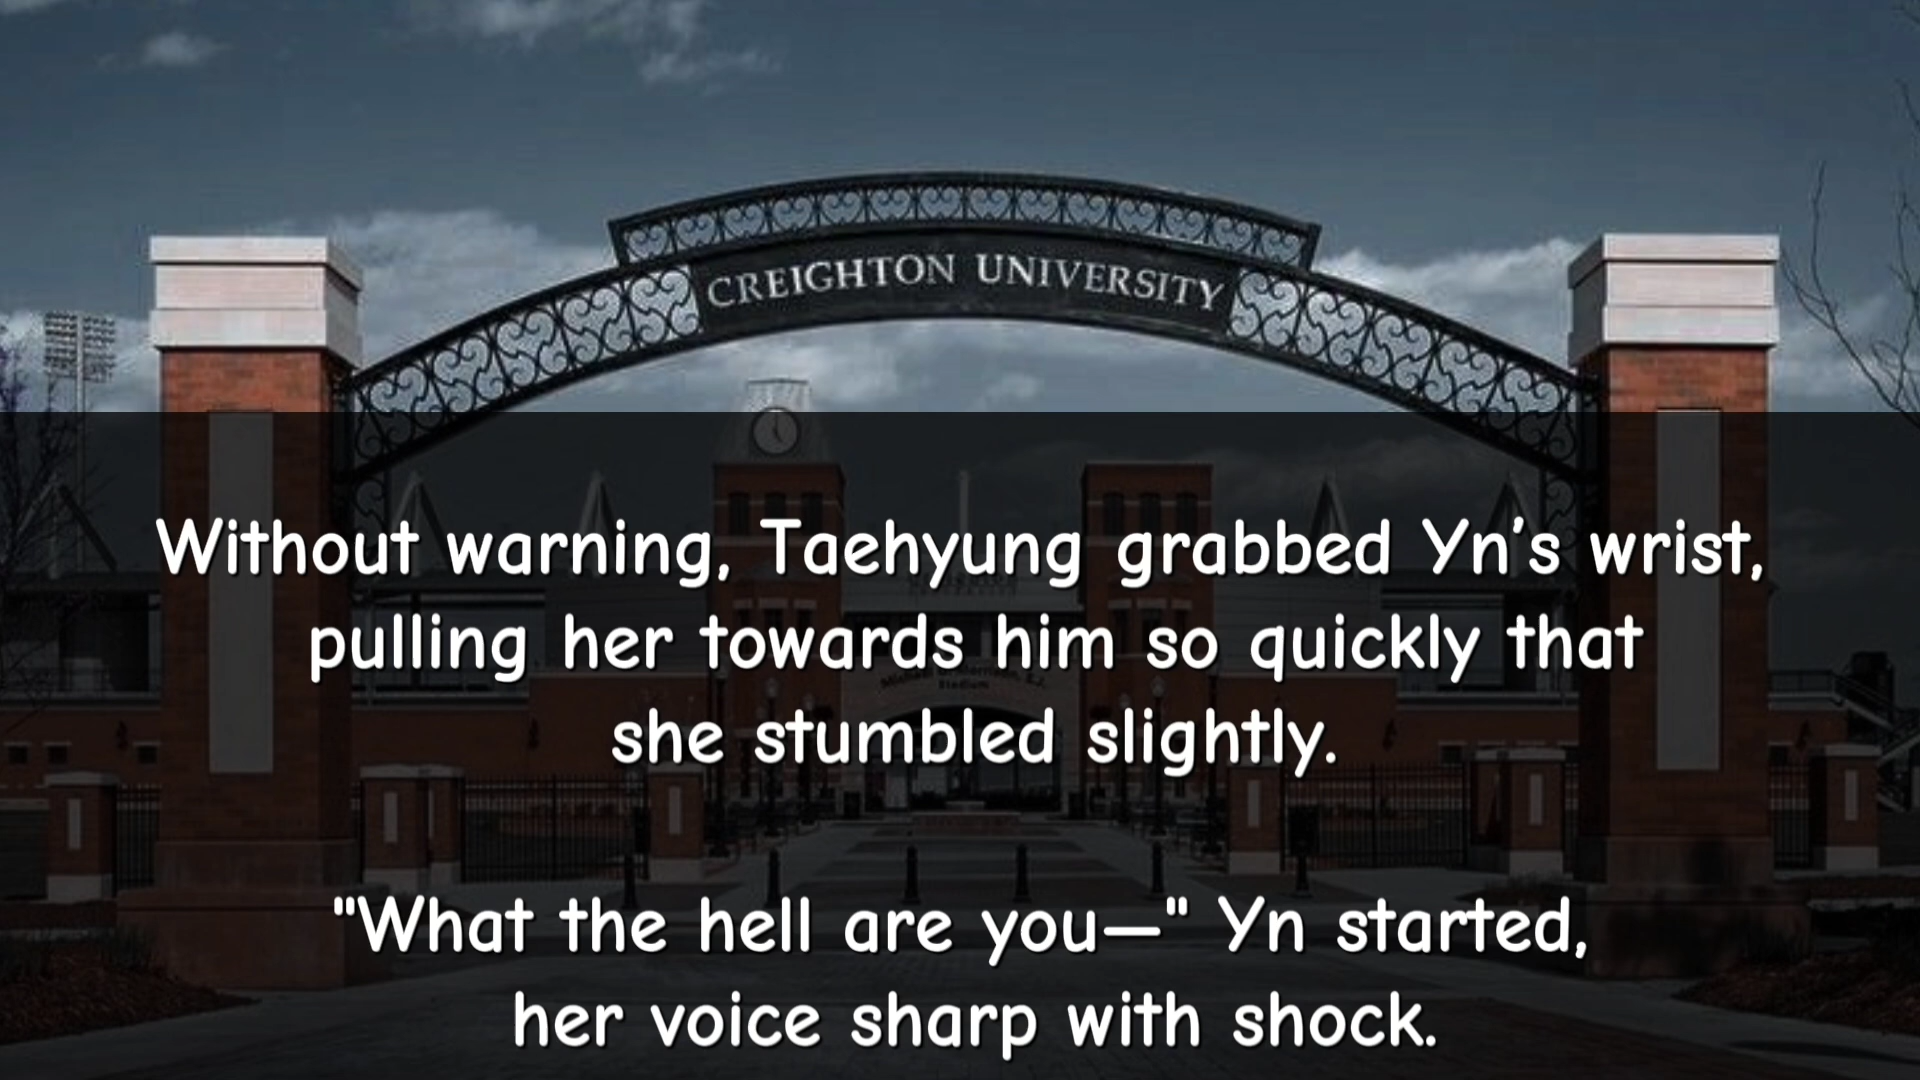 CREIGHTON UNIVERSITY
Without warning, Taehyung grabbed Yn's wrist,
pulling her towards him so quickly that
she stumbled slightly.
"What the hell are you—" Yn started,
her voice sharp with shock.